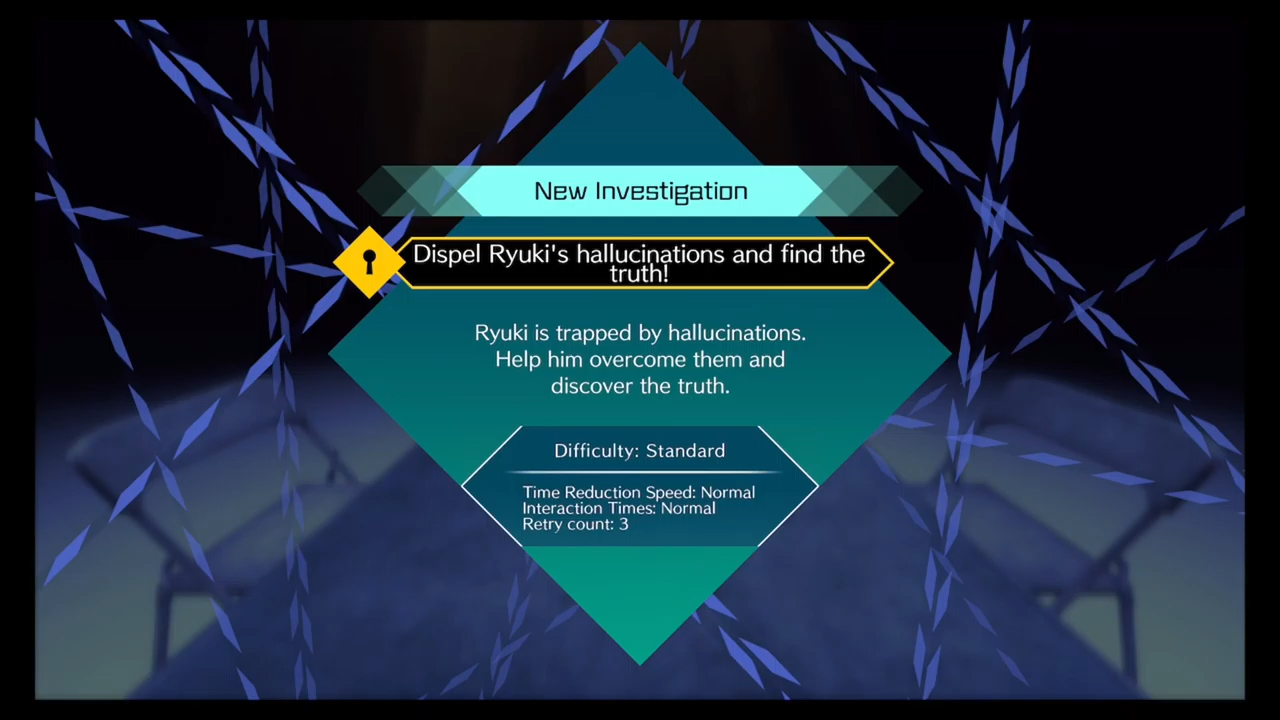 New Investigation
Dispel Ryuki's hallucinations and find the
truth!
Ryuki is trapped by hallucinations.
Help him overcome them and
discover the truth.
Difficulty: Standard
Time Reduction Speed: Normal
Interaction Times: Normal
Retry count: 3